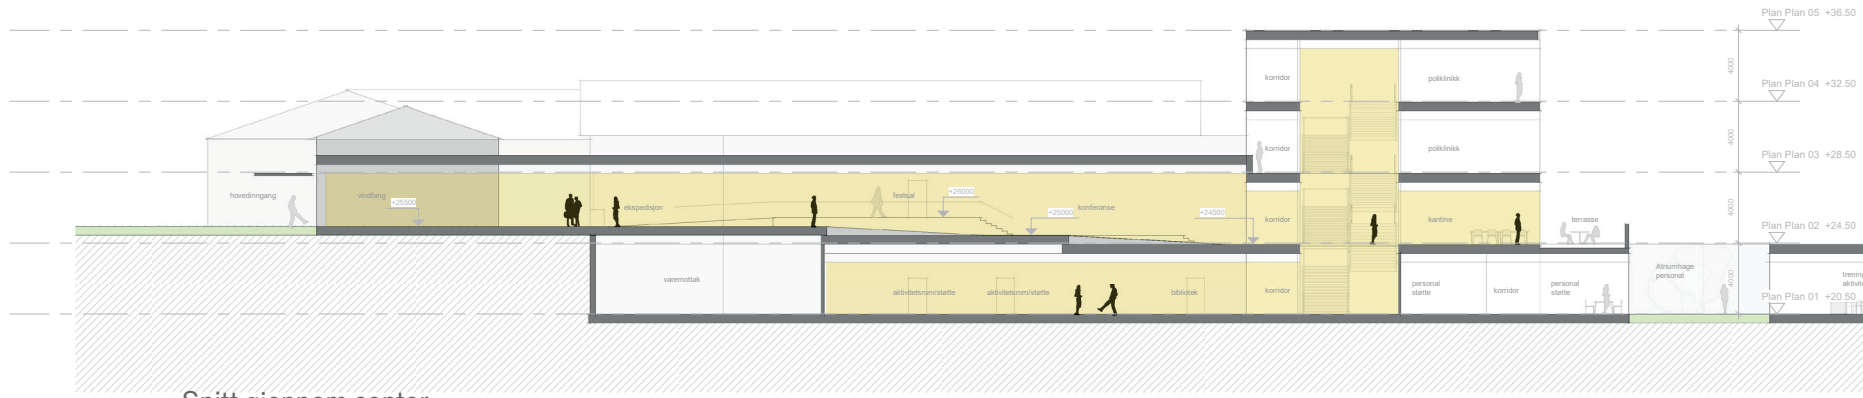 Plan Plan 05 +36.50
4000
korridor
poliklinikk
Plan Plan 04 +32.50
4000
korridor
poliklinikk
Plan Plan 03 +28.50
4000
hovedinngang
vindfang
+25500
ekspedisjon
festsal
+26000
+25000
konferanse
+24500
korridor
kantine
terrasse
Plan Plan 02 +24.50
varemottak
aktivitetsrom/støtte
aktivitetsrom/støtte
bibliotek
korridor
personal
støtte
korridor
personal
støtte
Atriumhage
personal
4000
Plan Plan 01 +20.50